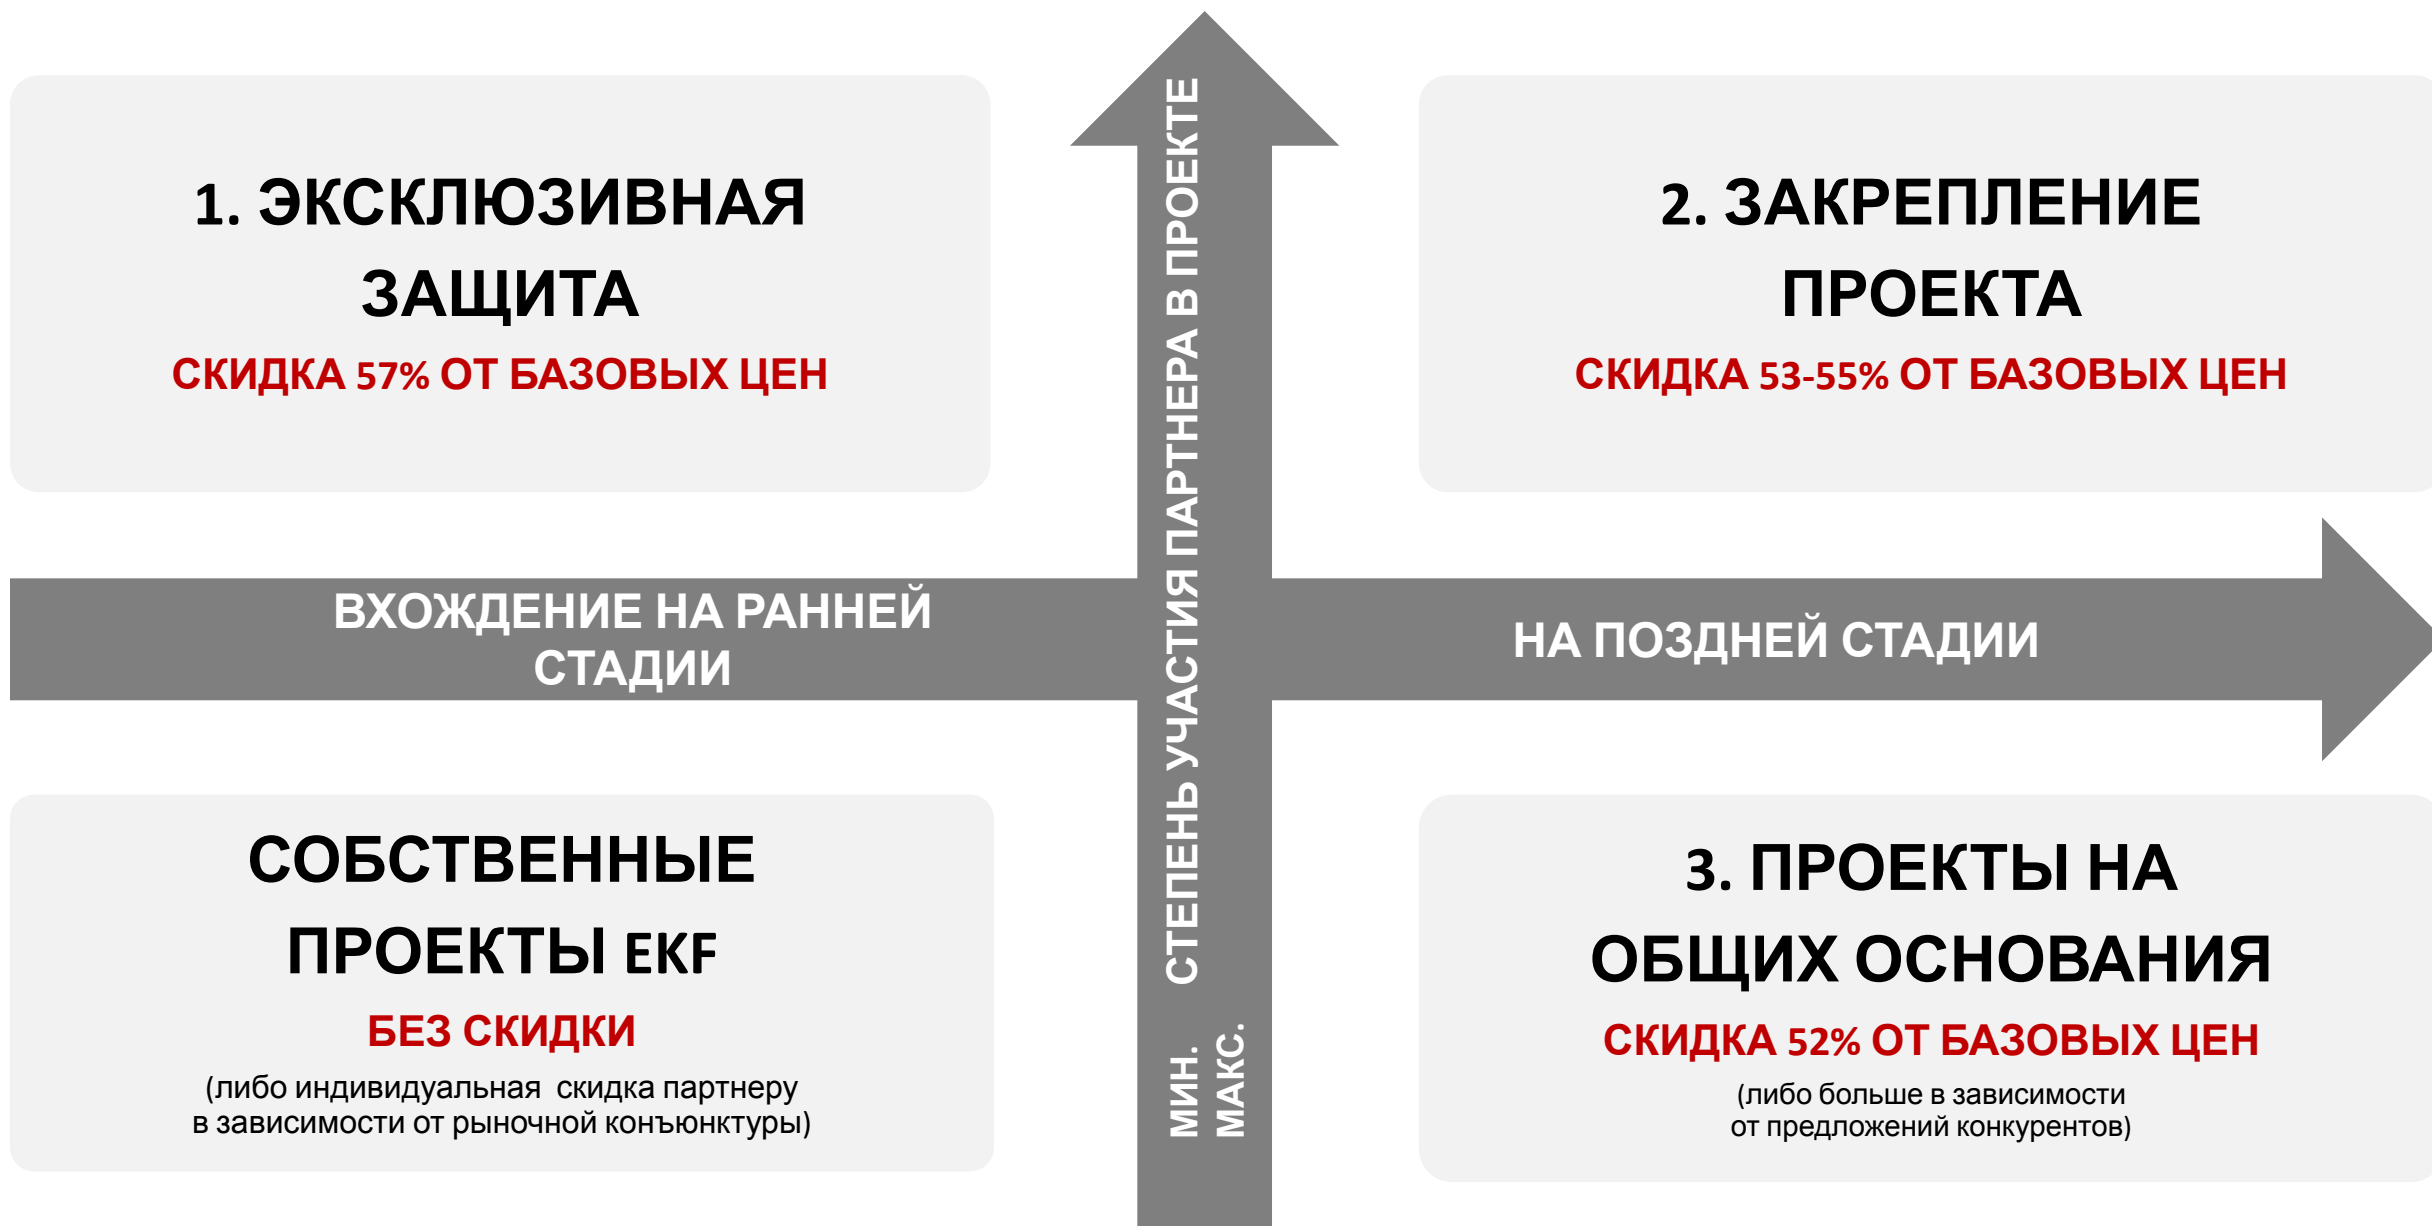 1. ЭКСКЛЮЗИВНАЯ
ЗАЩИТА
СКИДКА 57% ОТ БАЗОВЫХ ЦЕН
2. ЗАКРЕПЛЕНИЕ
ПРОЕКТА
СКИДКА 53-55% ОТ БАЗОВЫХ ЦЕН
ВХОЖДЕНИЕ НА РАННЕЙ
СТАДИИ
НА ПОЗДНЕЙ СТАДИИ
МИН. СТЕПЕНЬ УЧАСТИЯ ПАРТНЕРА В ПРОЕКТЕ
МАКС.
СОБСТВЕННЫЕ
ПРОЕКТЫ EKF
БЕЗ СКИДКИ
(либо индивидуальная скидка партнеру
в зависимости от рыночной конъюнктуры)
3. ПРОЕКТЫ НА
ОБЩИХ ОСНОВАНИЯ
СКИДКА 52% ОТ БАЗОВЫХ ЦЕН
(либо больше в зависимости
от предложений конкурентов)